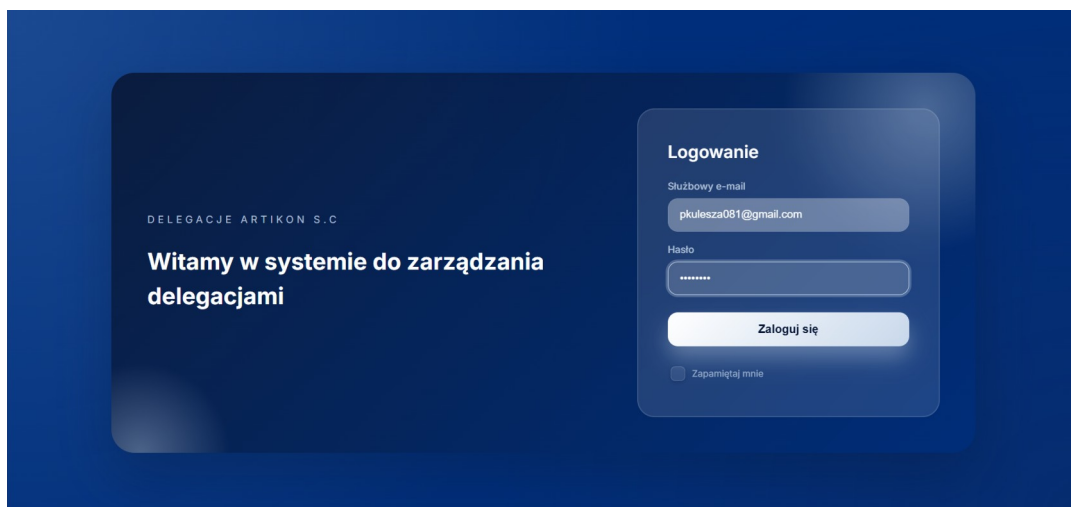 DELEGACJE ARTIKON S.C
Witamy w systemie do zarządzania
delegacjami
Logowanie
Służbowy e-mail
pkulesza081@gmail.com
Hasło
••••••••
Zaloguj się
Zapamiętaj mnie